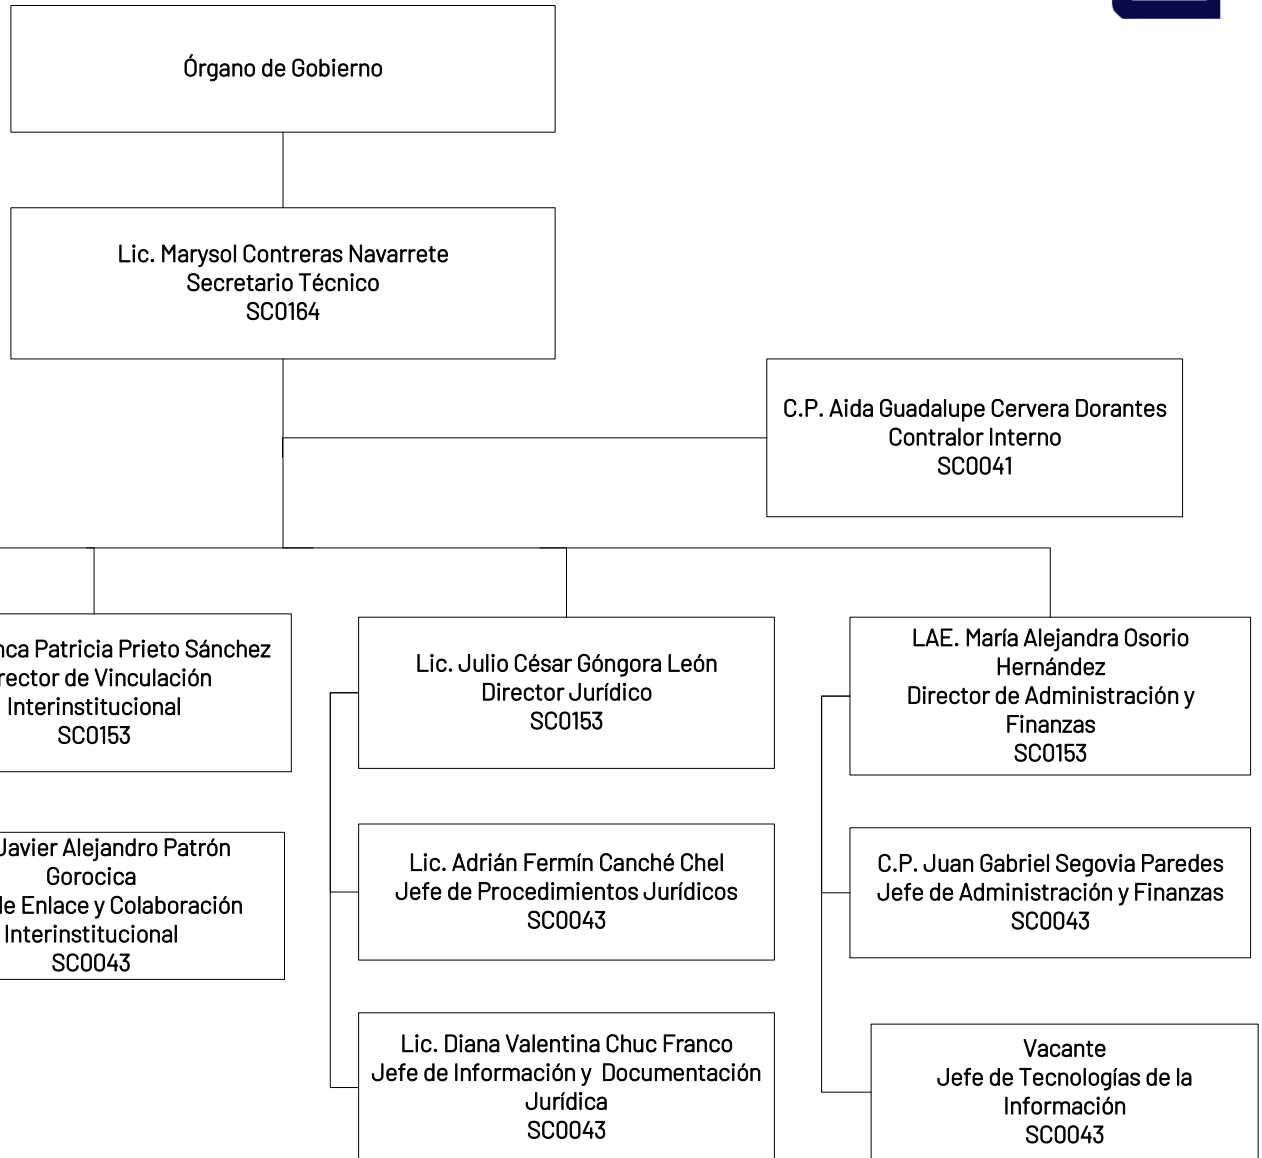 Órgano de Gobierno
Lic. Marysol Contreras Navarrete
Secretario Técnico
SC0164
C.P. Aida Guadalupe Cervera Dorantes
Contralor Interno
SC0041
Patricia Prieto Sánchez
de Vinculación
Interinstitucional
SC0153
Lic. Julio César Góngora León
Director Jurídico
SC0153
LAE. María Alejandra Osorio
Hernández
Director de Administración y
Finanzas
SC0153
Javier Alejandro Patrón
Gorocica
de Enlace y Colaboración
Interinstitucional
SC0043
Lic. Adrián Fermín Canché Chel
Jefe de Procedimientos Jurídicos
SC0043
C.P. Juan Gabriel Segovia Paredes
Jefe de Administración y Finanzas
SC0043
Lic. Diana Valentina Chuc Franco
Jefe de Información y  Documentación
Jurídica
SC0043
Vacante
Jefe de Tecnologías de la
Información
SC0043